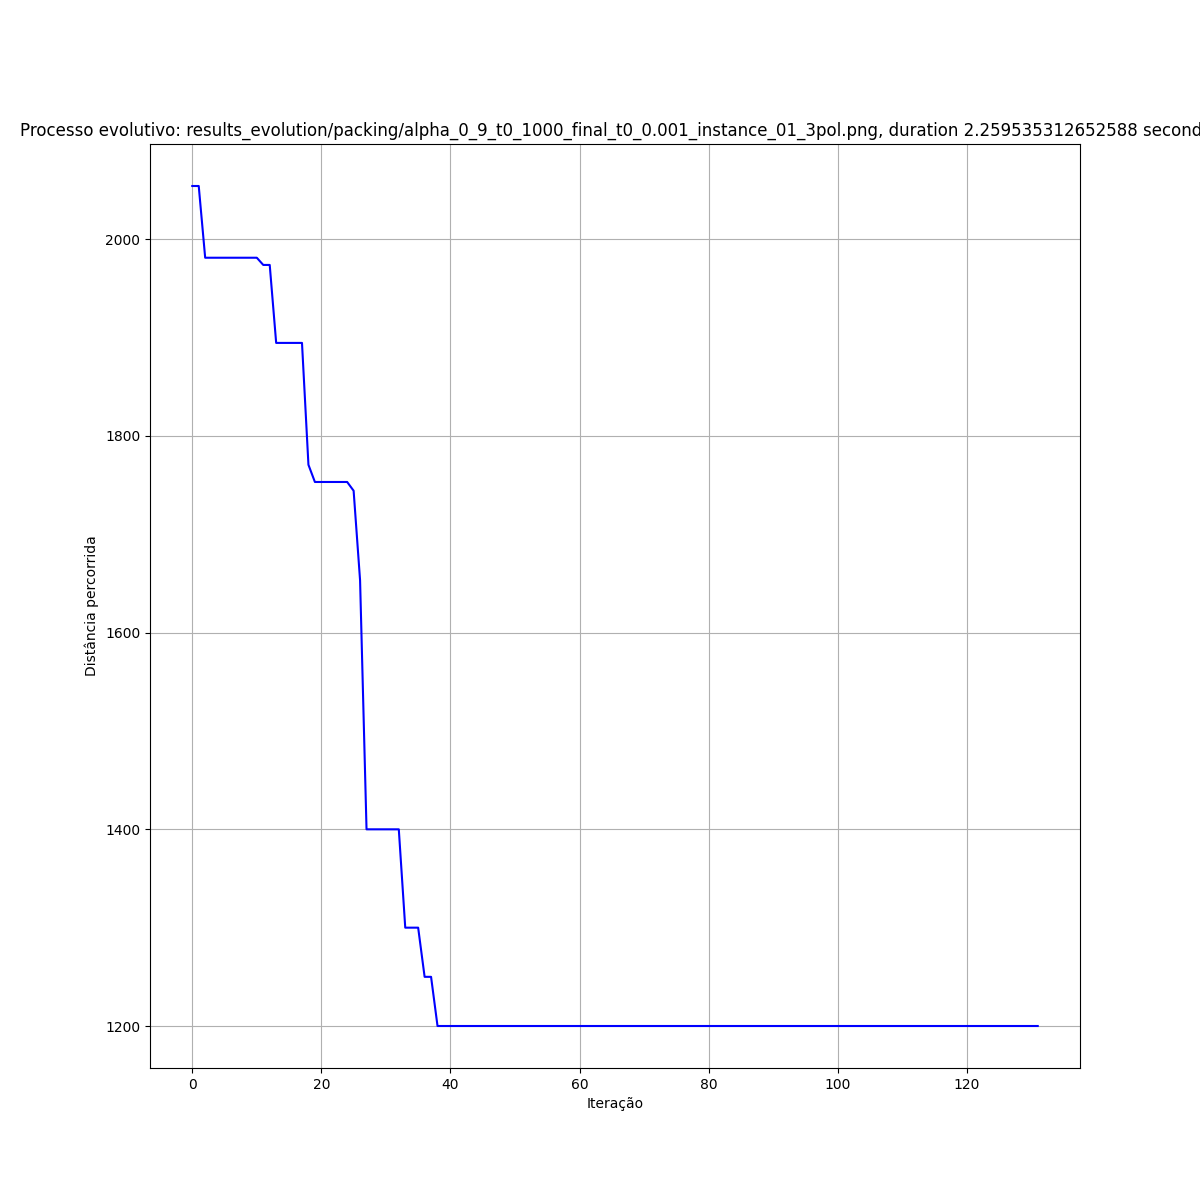 Processo evolutivo: results_evolution/packing/alpha_0_9_t0_1000_final_t0_0.001_instance_01_3pol.png, duration 2.259535312652588 second
2000
1800
1600
1400
1200
Distância percorrida
0 20 40 60 80 100 120
Iteração